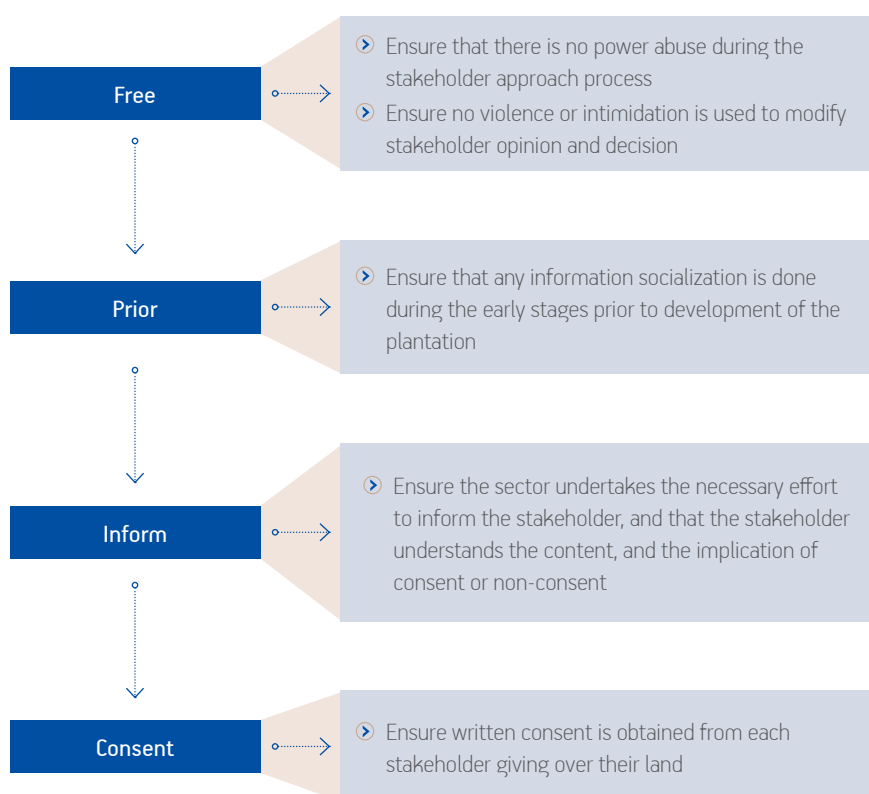 Free
Ensure that there is no power abuse during the
stakeholder approach process
Ensure no violence or intimidation is used to modify
stakeholder opinion and decision
Prior
Ensure that any information socialization is done
during the early stages prior to development of the
plantation
Inform
Ensure the sector undertakes the necessary effort
to inform the stakeholder, and that the stakeholder
understands the content, and the implication of
consent or non-consent
Consent
Ensure written consent is obtained from each
stakeholder giving over their land